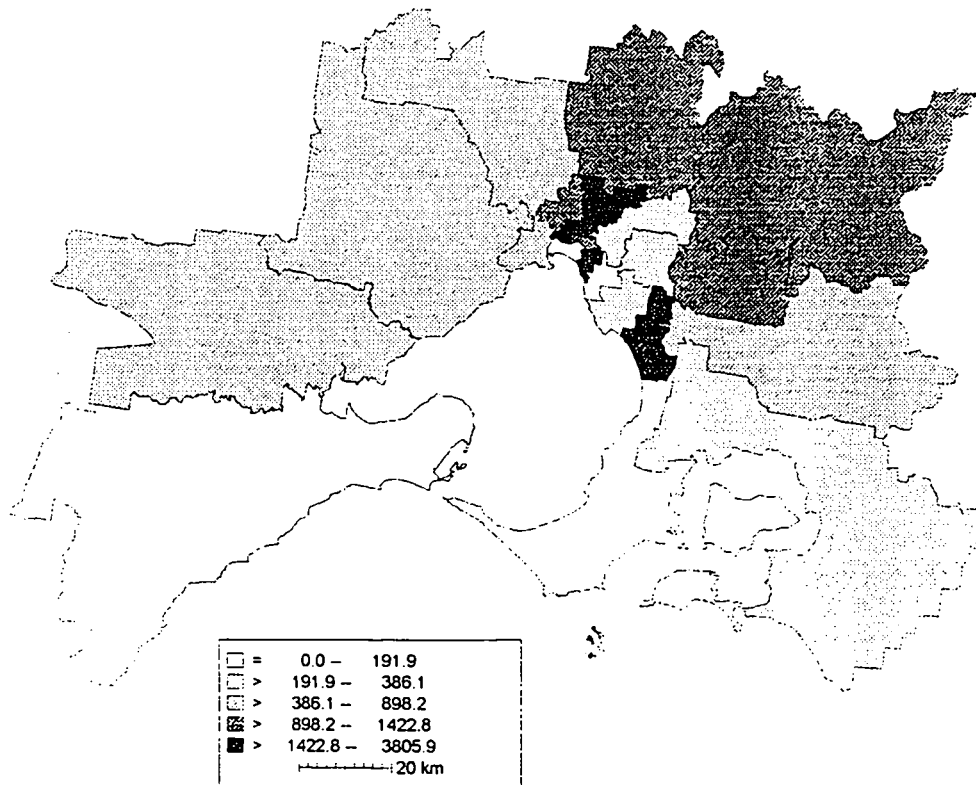 = 0.0 – 191.9
> 191.9 – 386.1
> 386.1 – 898.2
> 898.2 – 1422.8
> 1422.8 – 3805.9
20 km